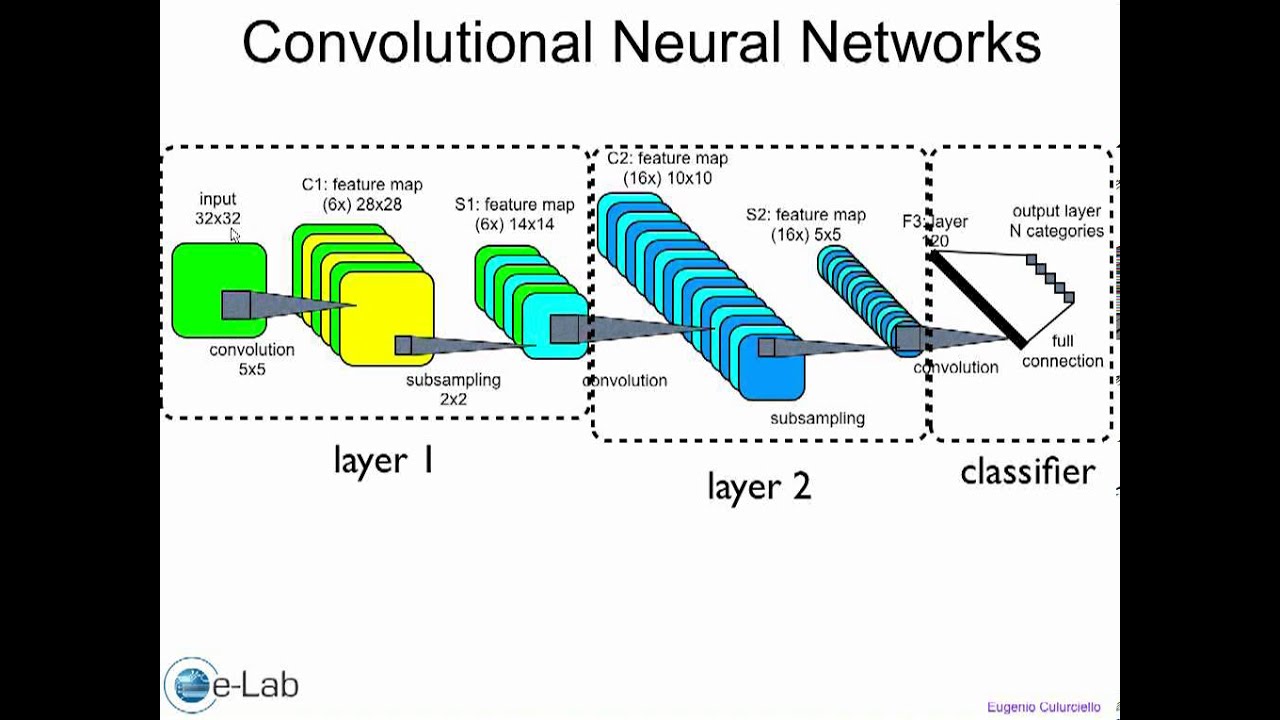 Convolutional Neural Networks
input
32x32
C1: feature map
(6x) 28x28
S1: feature map
(6x) 14x14
C2: feature map
(16x) 10x10
S2: feature map
(16x) 5x5
F3: layer
120
output layer
N categories
convolution
5x5
subsampling
2x2
convolution
subsampling
convolution
full
connection
layer 1
layer 2
classifier
e-Lab
Eugenio Culurciello